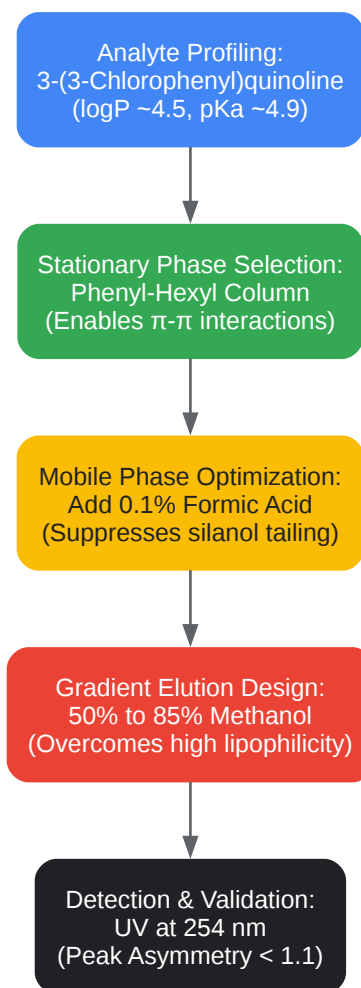 Analyte Profiling:
3-(3-Chlorophenyl)quinoline
(logP ~4.5, pKa ~4.9)
Stationary Phase Selection:
Phenyl-Hexyl Column
(Enables π-π interactions)
Mobile Phase Optimization:
Add 0.1% Formic Acid
(Suppresses silanol tailing)
Gradient Elution Design:
50% to 85% Methanol
(Overcomes high lipophilicity)
Detection & Validation:
UV at 254 nm
(Peak Asymmetry < 1.1)